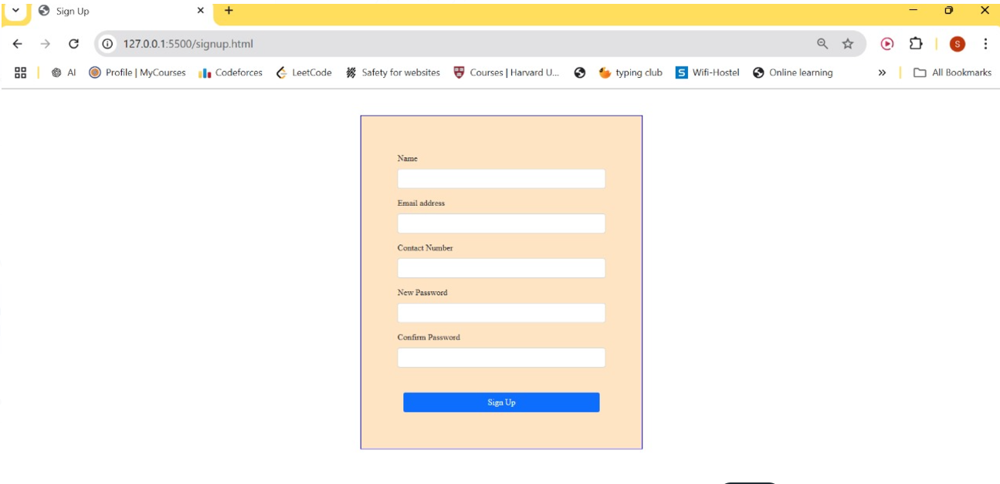 Sign Up
127.0.0.1:5500/signup.html
S
AI Profile | MyCourses Codeforces LeetCode Safety for websites Courses | Harvard U... typing club S Wifi-Hostel Online learning » All Bookmarks
Name
Email address
Contact Number
New Password
Confirm Password
Sign Up